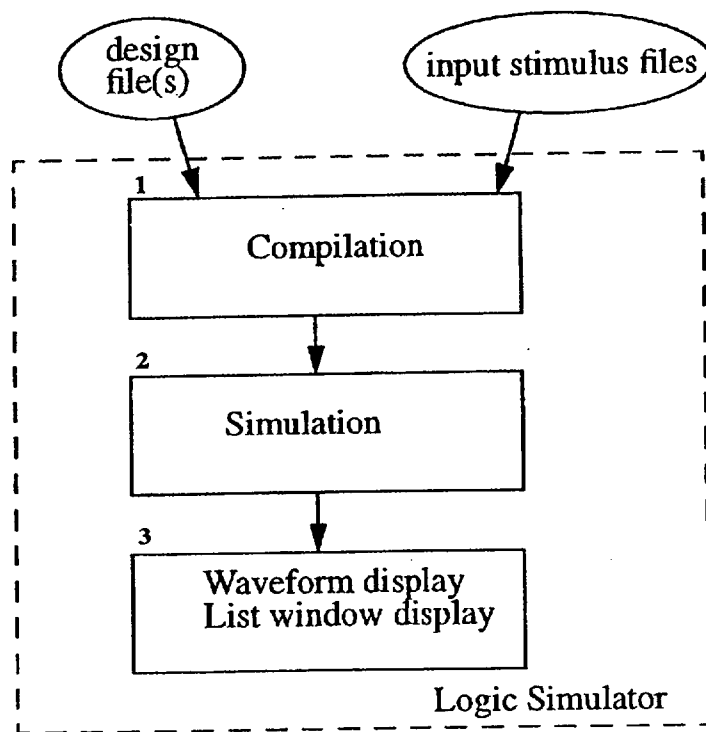 design
file(s)
input stimulus files
1
Compilation
2
Simulation
3
Waveform display
List window display
Logic Simulator